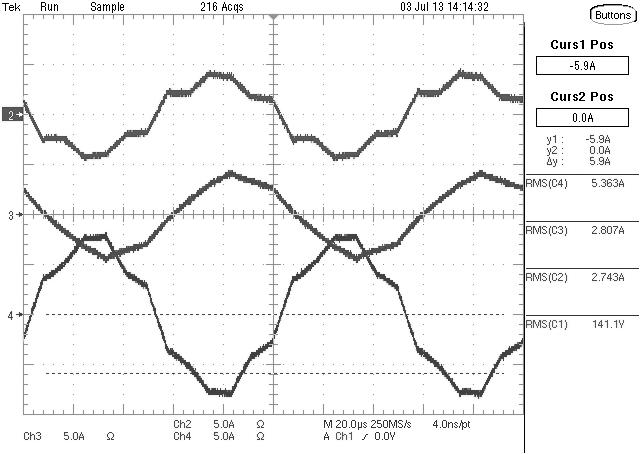 Tek Run Sample 216 Acqs 03 Jul 13 14:14:32
Buttons
Curs1 Pos
-5.9A
Curs2 Pos
0.0A
y1 : -5.9A
y2 : 0.0A
Δy : 5.9A
RMS(C4) 5.363A
RMS(C3) 2.807A
RMS(C2) 2.743A
RMS(C1) 141.1V
2
3
4
Ch2 5.0A Ω M 20.0µs 250MS/s 4.0ns/pt
Ch3 5.0A Ω Ch4 5.0A Ω A Ch1 ∕ 0.0V